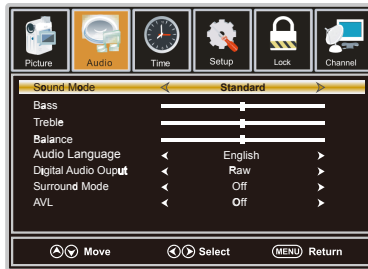 Picture Audio Time Setup Lock Channel
Sound Mode Standard
Bass
Treble
Balance
Audio Language English
Digital Audio Ouput Raw
Surround Mode Off
AVL Off
Move Select MENU Return